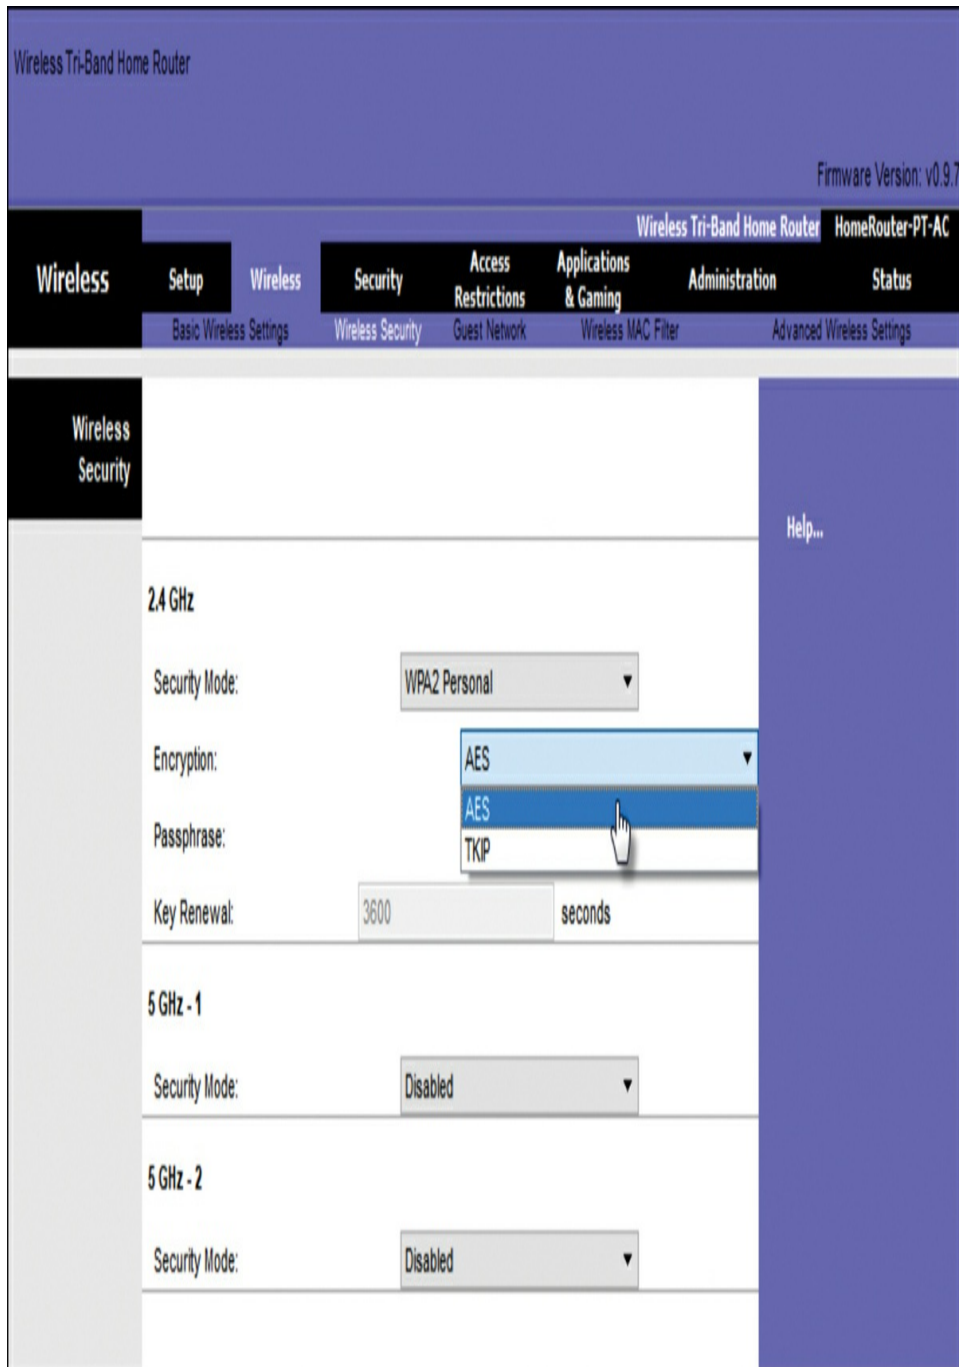 Wireless Tri-Band Home Router
Firmware Version: v0.9.7
Wireless Tri-Band Home Router HomeRouter-PT-AC
Wireless
Setup Wireless Security Access Restrictions Applications & Gaming Administration Status
Basic Wireless Settings Wireless Security Guest Network Wireless MAC Filter Advanced Wireless Settings
Wireless
Security
Help...
2.4 GHz
Security Mode: WPA2 Personal
Encryption: AES
AES
Passphrase:
TKIP
Key Renewal: 3600 seconds
5 GHz - 1
Security Mode: Disabled
5 GHz - 2
Security Mode: Disabled